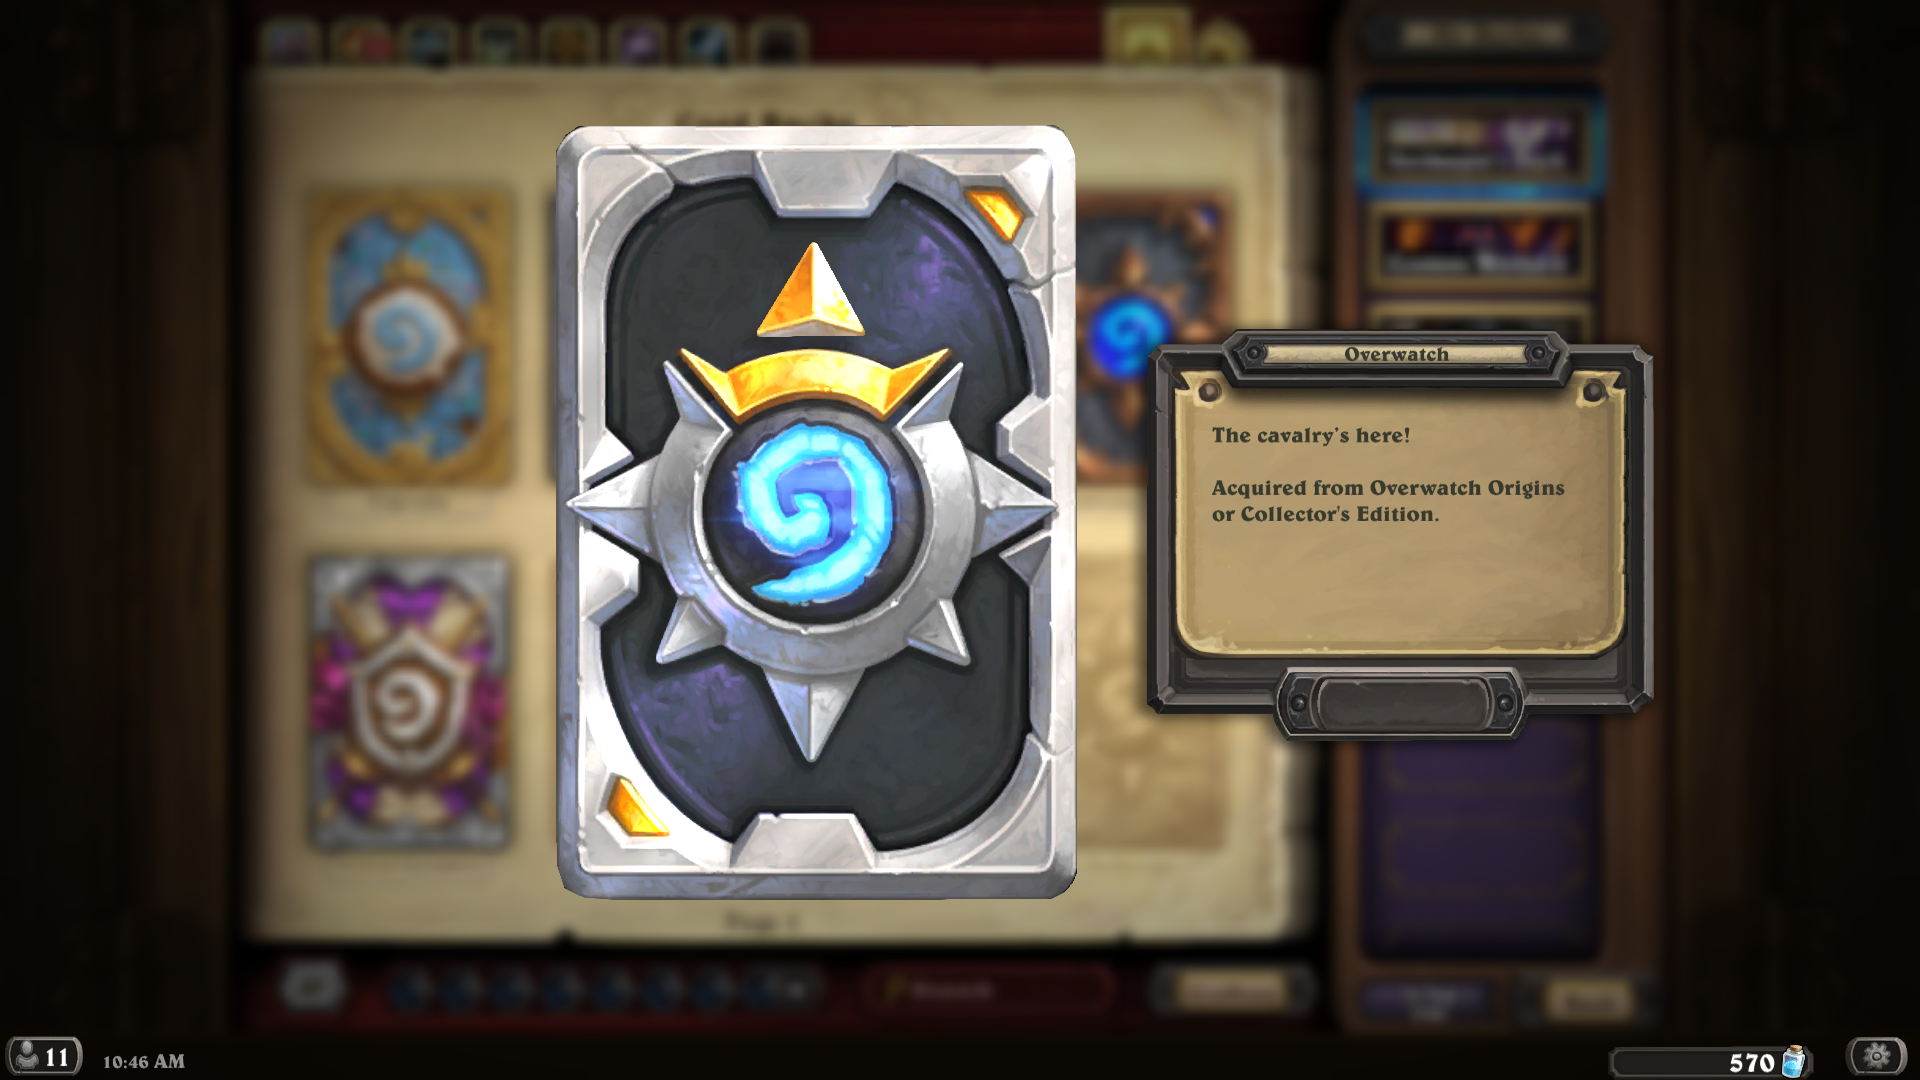 Overwatch
The cavalry's here!
Acquired from Overwatch Origins
or Collector's Edition.
11
10:46 AM
570